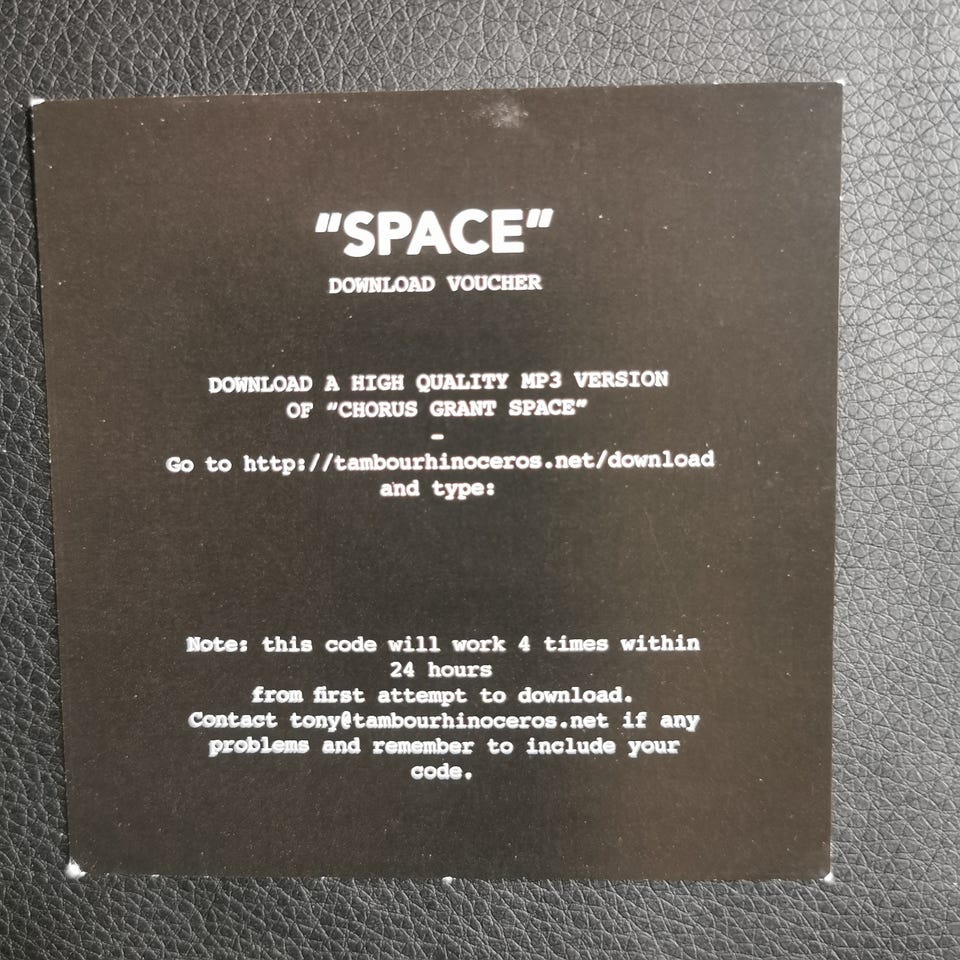 "SPACE"
DOWNLOAD VOUCHER
DOWNLOAD A HIGH QUALITY MP3 VERSION
OF "CHORUS GRANT SPACE"
–
Go to http://tambourhinoceros.net/download
and type:
Note: this code will work 4 times within
24 hours
from first attempt to download.
Contact tony@tambourhinoceros.net if any
problems and remember to include your
code.